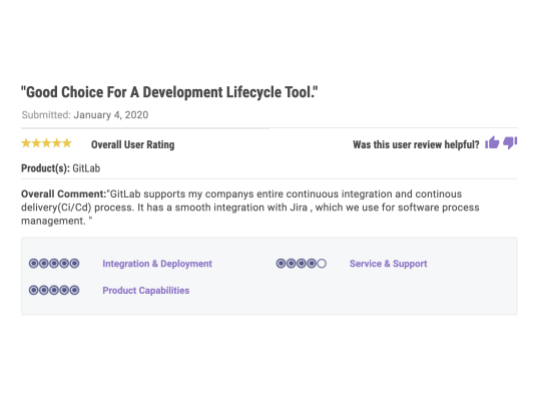 "Good Choice For A Development Lifecycle Tool."
Submitted: January 4, 2020
Overall User Rating
Was this user review helpful?
Product(s): GitLab
Overall Comment:"GitLab supports my companys entire continuous integration and continous
delivery(Ci/Cd) process. It has a smooth integration with Jira , which we use for software process
management. "
Integration & Deployment
Service & Support
Product Capabilities